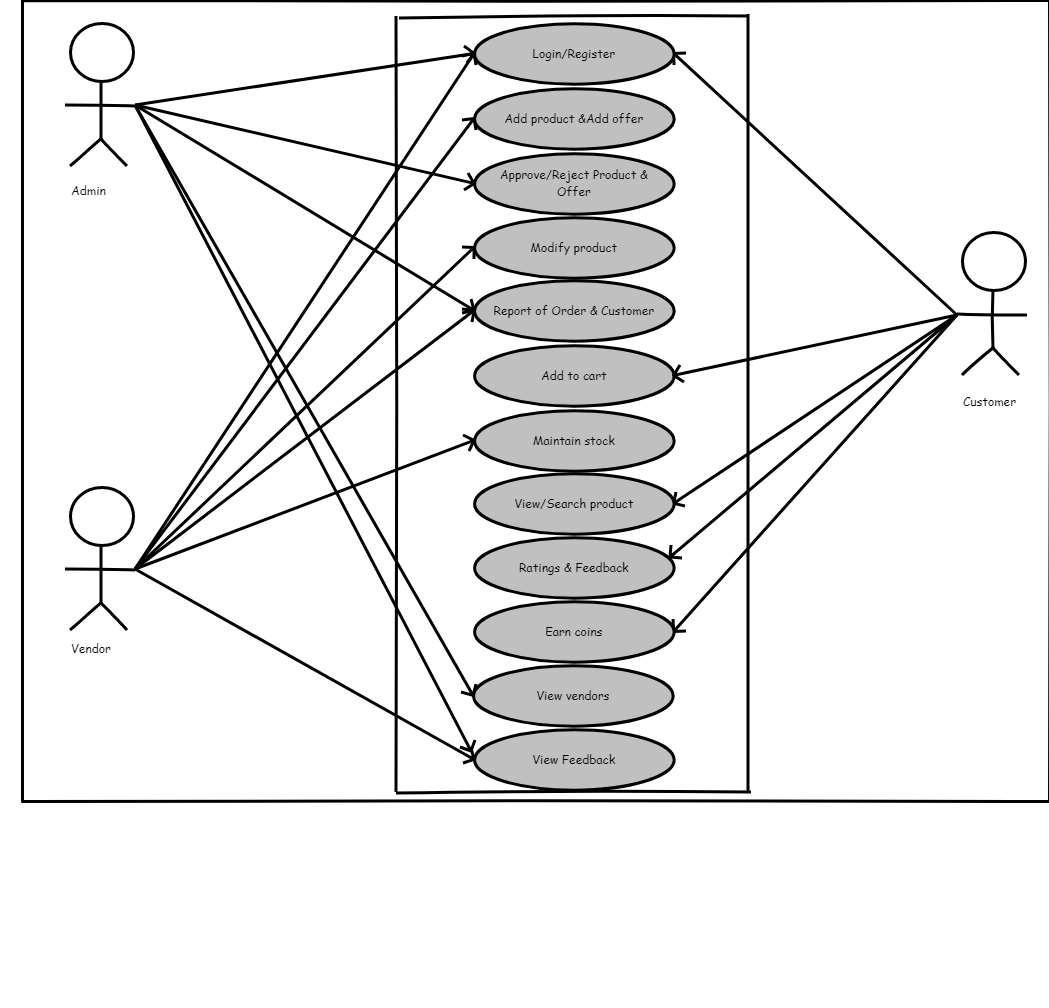 Login/Register
Add product &Add offer
Approve/Reject Product &
Offer
Modify product
Report of Order & Customer
Add to cart
Maintain stock
View/Search product
Ratings & Feedback
Earn coins
View vendors
View Feedback
Admin
Vendor
Customer